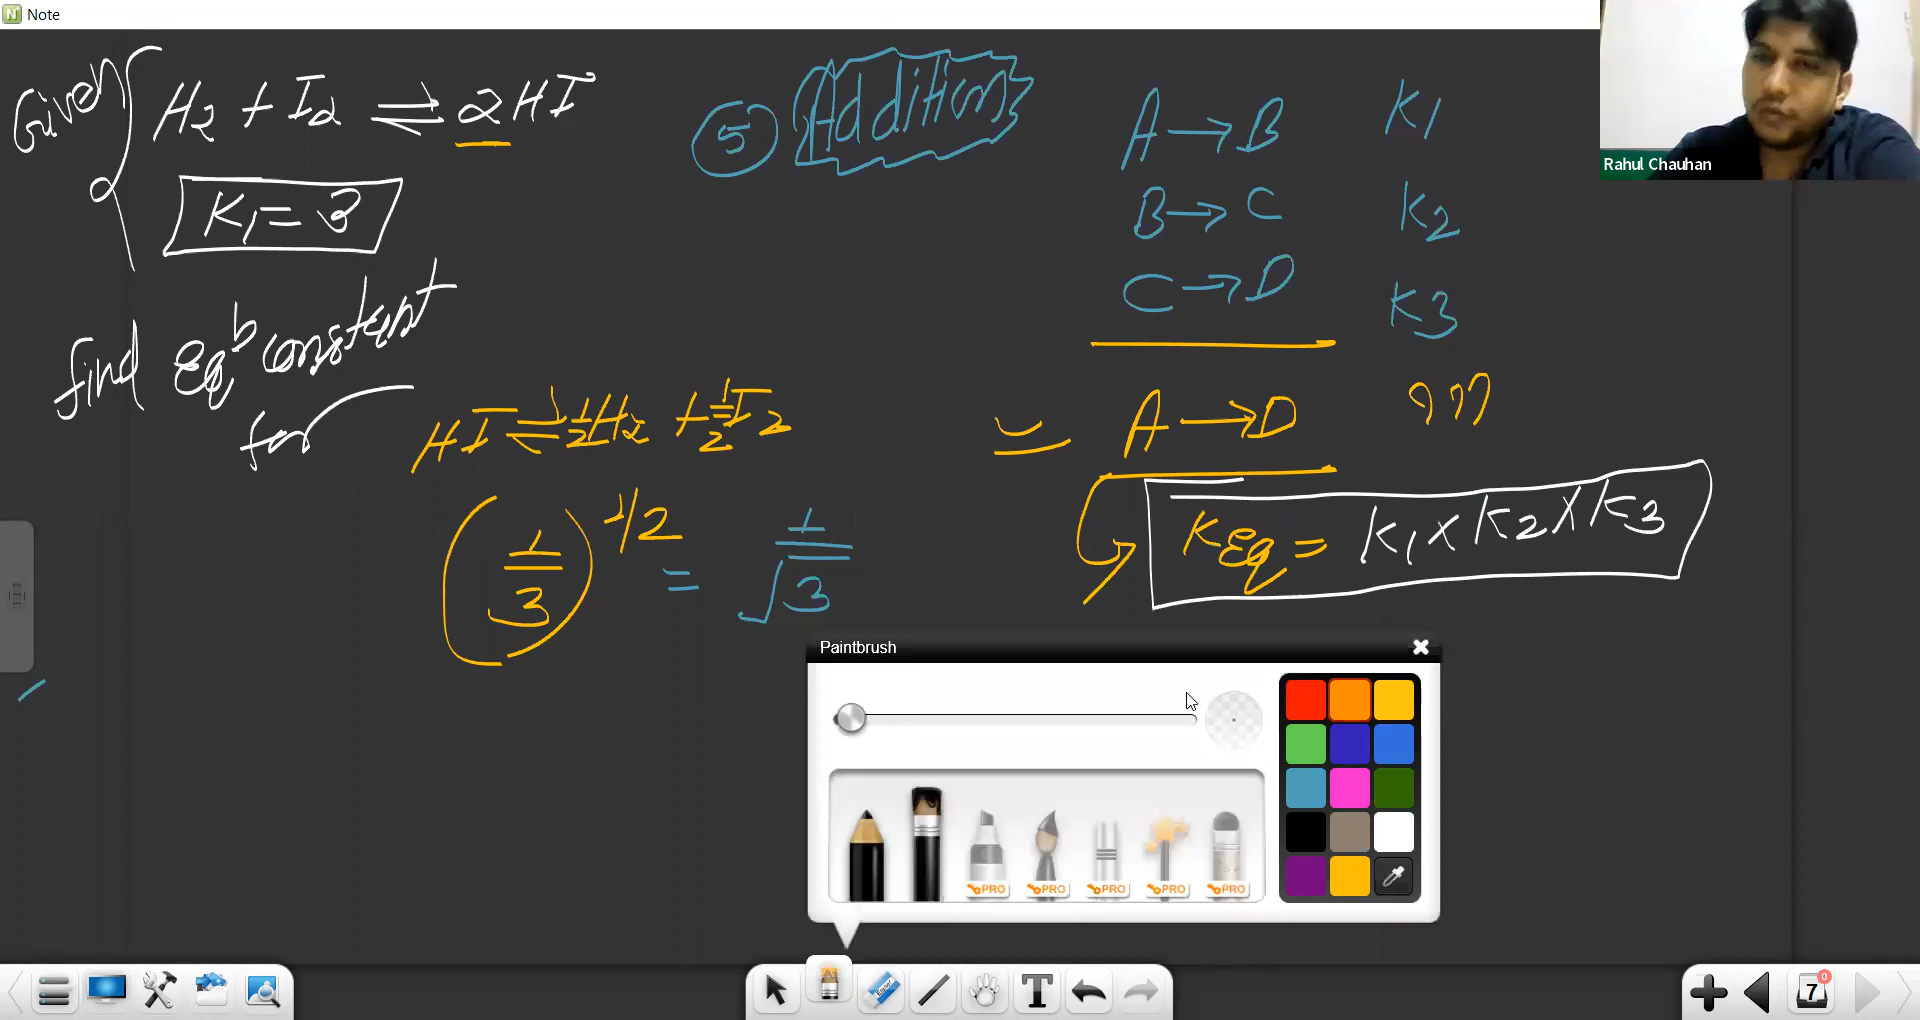 Note
Given
H2 + I2 ⇌ 2HI
K1 = 3
find Eqb constant
for
HI ⇌ 1/2 H2 + 1/2 I2
(1/3)^1/2 = 1/√3
5 Addition
A → B K1
B → C K2
C → D K3
A → D ???
KEq = K1 × K2 × K3
Rahul Chauhan
Paintbrush
PRO PRO PRO PRO PRO
Eraser
T
7
0